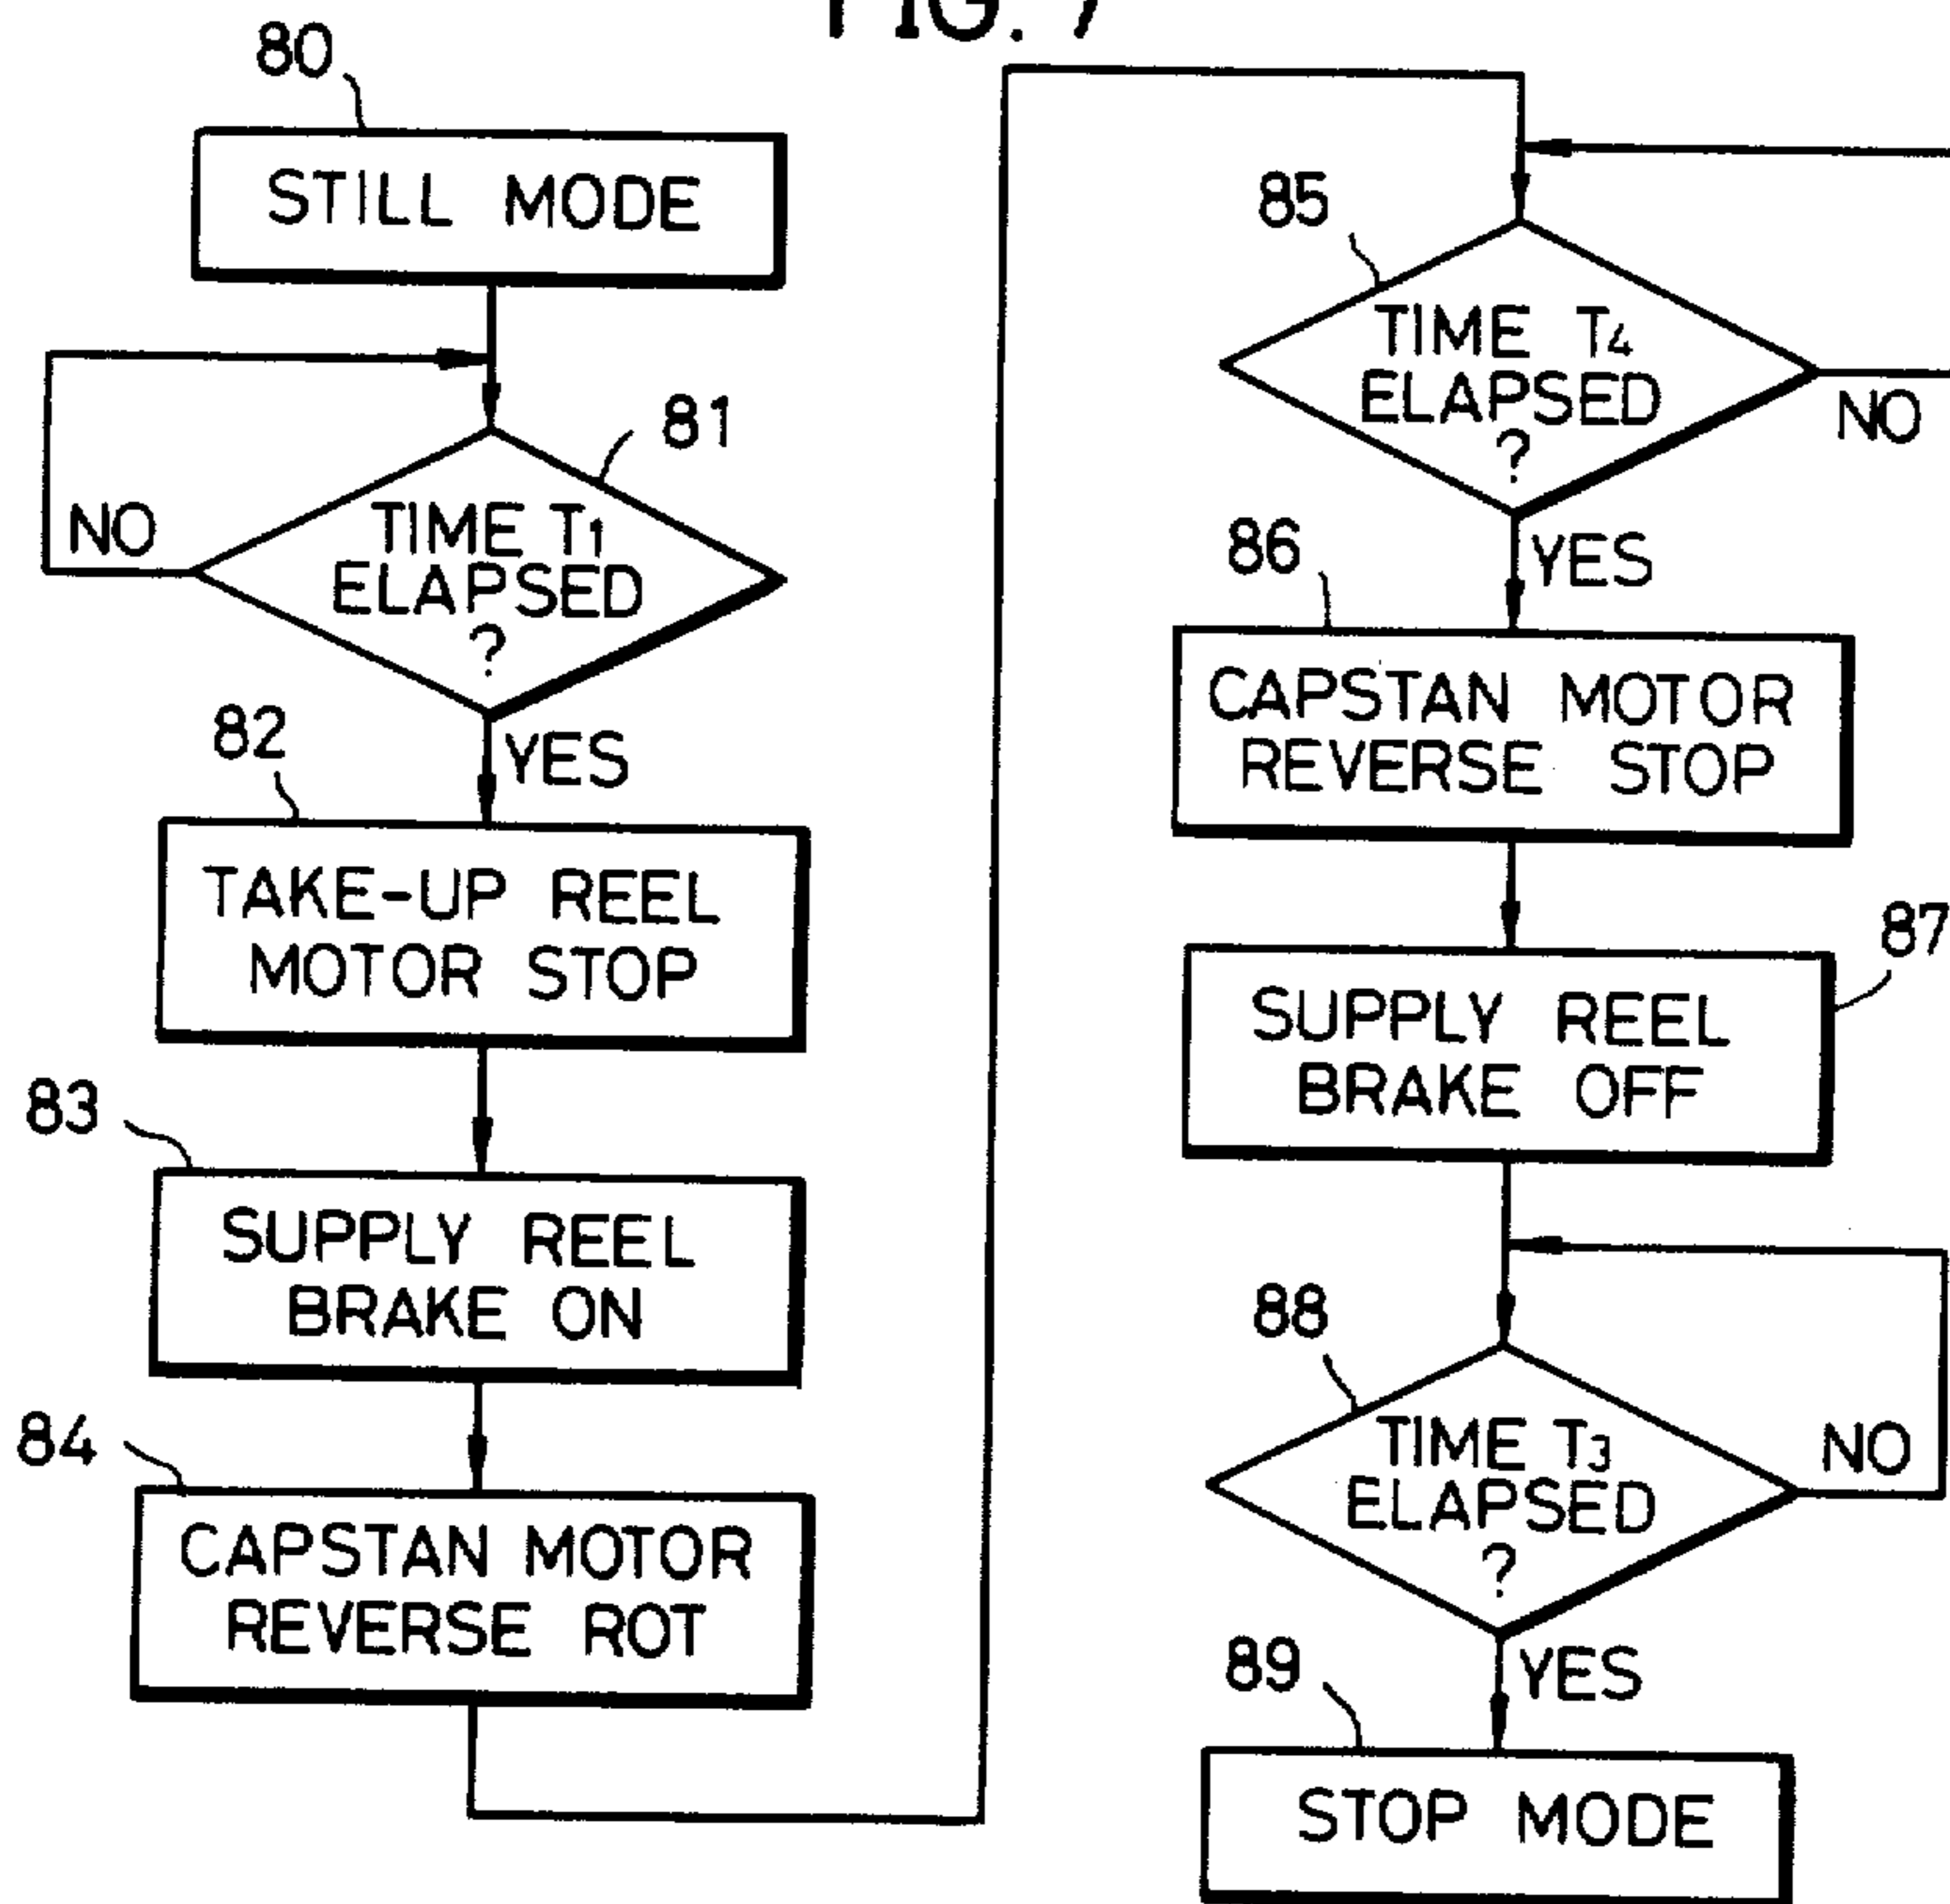 FIG. 7
80
STILL MODE
81
TIME T1
ELAPSED
?
NO
YES
82
TAKE-UP REEL
MOTOR STOP
83
SUPPLY REEL
BRAKE ON
84
CAPSTAN MOTOR
REVERSE ROT
85
TIME T4
ELAPSED
?
NO
YES
86
CAPSTAN MOTOR
REVERSE STOP
87
SUPPLY REEL
BRAKE OFF
88
TIME T3
ELAPSED
?
NO
YES
89
STOP MODE